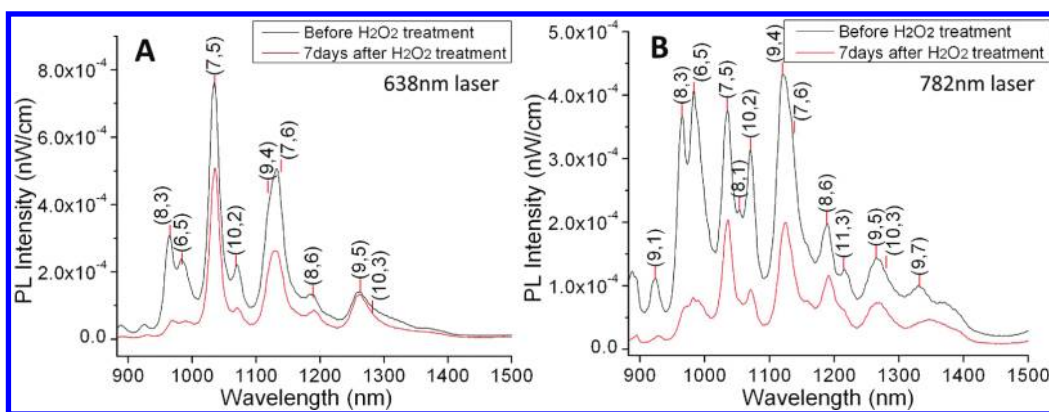 A
Before H2O2 treatment
7days after H2O2 treatment
638nm laser
PL Intensity (nW/cm)
8.0x10⁻⁴
6.0x10⁻⁴
4.0x10⁻⁴
2.0x10⁻⁴
0.0
(8,3)
(6,5)
(7,5)
(10,2)
(9,4)
(7,6)
(8,6)
(9,5)
(10,3)
900 1000 1100 1200 1300 1400 1500
Wavelength (nm)
B
Before H2O2 treatment
7days after H2O2 treatment
782nm laser
PL Intensity (nW/cm)
5.0x10⁻⁴
4.0x10⁻⁴
3.0x10⁻⁴
2.0x10⁻⁴
1.0x10⁻⁴
0.0
(9,1)
(8,3)
(6,5)
(7,5)
(8,1)
(10,2)
(9,4)
(7,6)
(8,6)
(11,3)
(9,5)
(10,3)
(9,7)
900 1000 1100 1200 1300 1400 1500
Wavelength (nm)